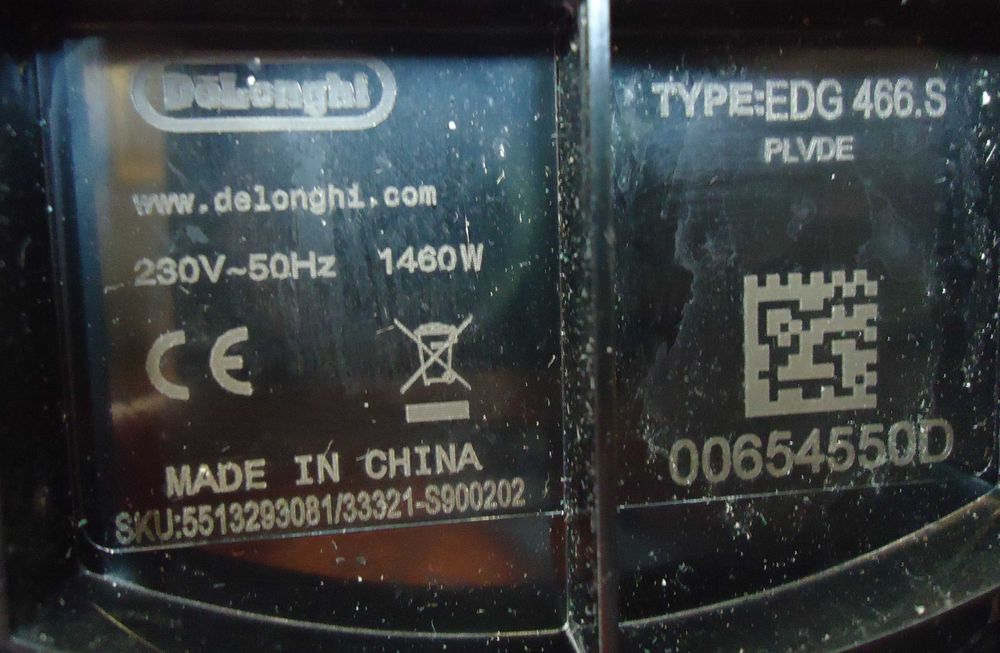 DeLonghi
www.delonghi.com
230V~50Hz 1460W
CE
MADE IN CHINA
SKU:5513293081/33321-S900202
TYPE:EDG 466.S
PLVDE
00654550D